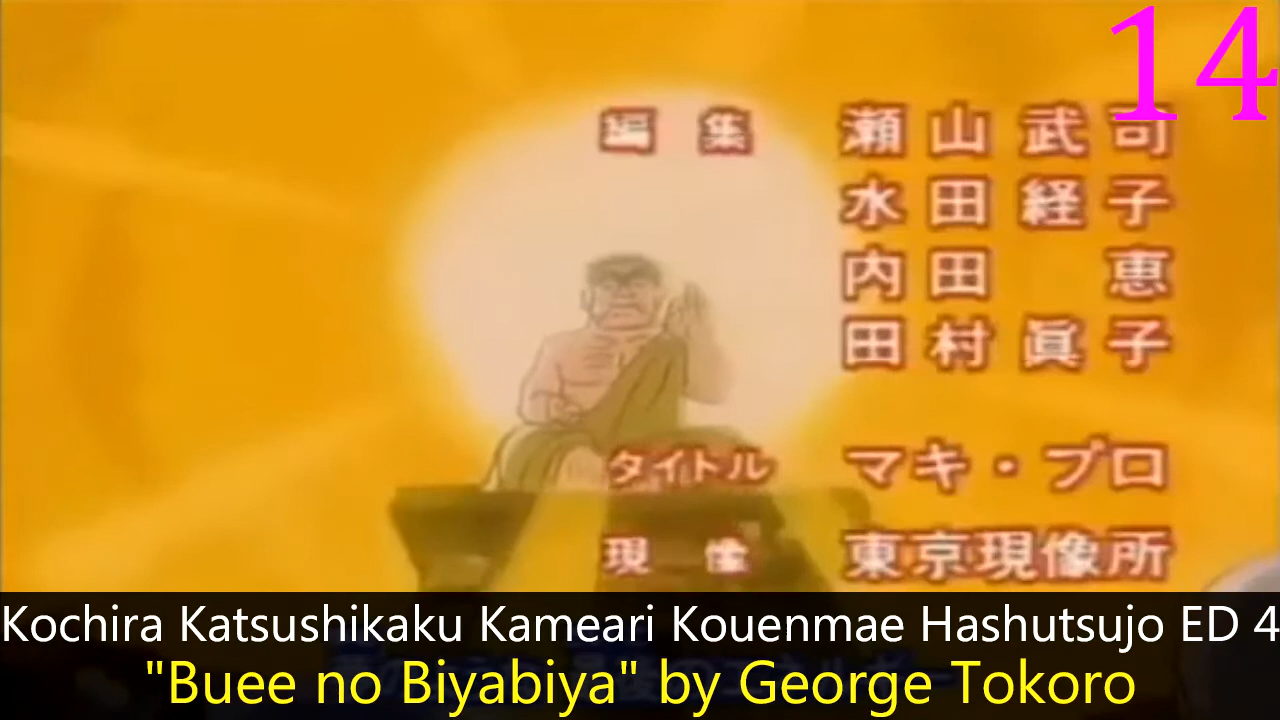 14
編集 瀬山武司
水田経子
内田 恵
田村眞子
タイトル マキ・プロ
現像 東京現像所
Kochira Katsushikaku Kameari Kouenmae Hashutsujo ED 4
"Buee no Biyabiya" by George Tokoro